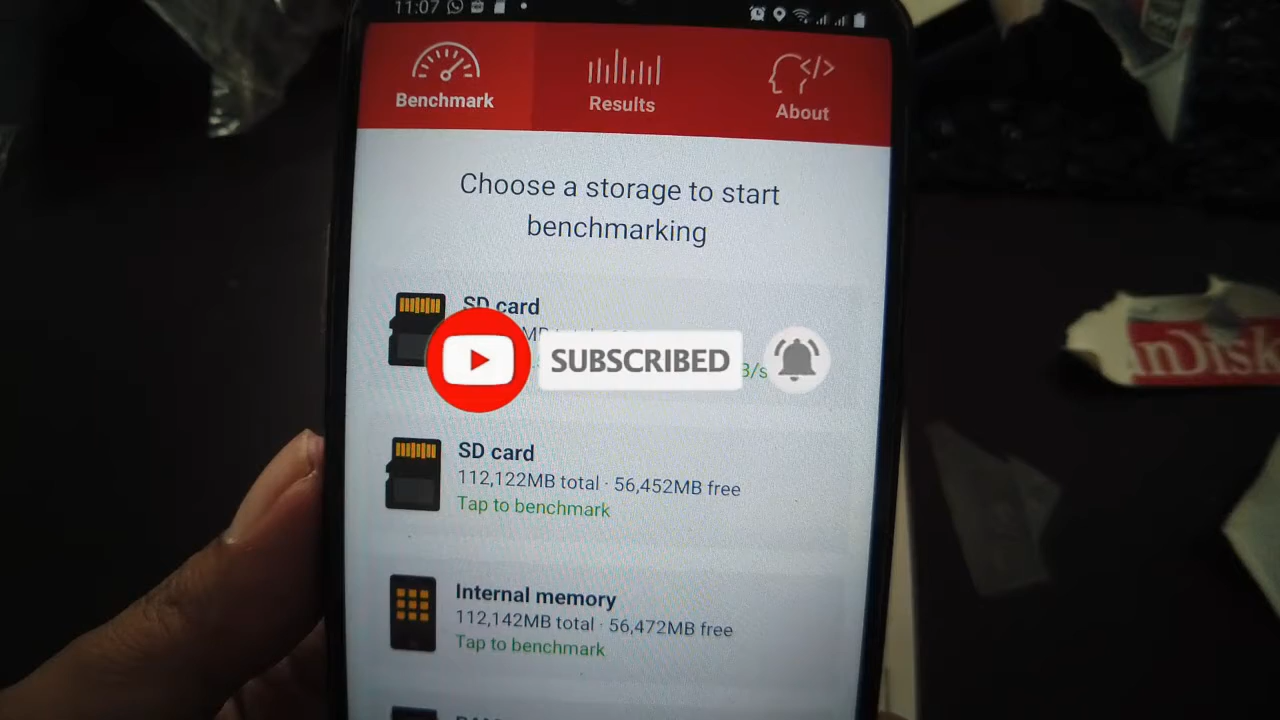 11:07
Benchmark
Results
</>
About
Choose a storage to start
benchmarking
SD card
SUBSCRIBED
B/s
SD card
112,122MB total · 56,452MB free
Tap to benchmark
Internal memory
112,142MB total · 56,472MB free
Tap to benchmark
nDisk